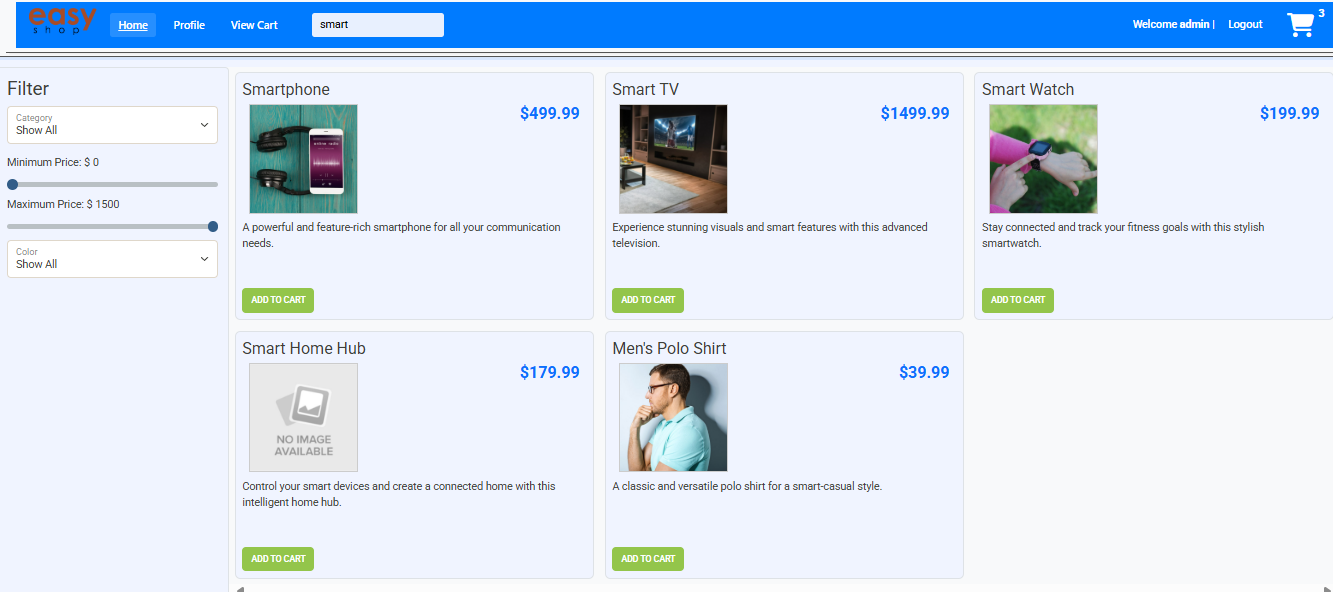 easy
shop
Home
Profile
View Cart
smart
Welcome admin |
Logout
3
Filter
Category
Show All
Minimum Price: $ 0
Maximum Price: $ 1500
Color
Show All
Smartphone
$499.99
A powerful and feature-rich smartphone for all your communication
needs.
ADD TO CART
Smart TV
$1499.99
Experience stunning visuals and smart features with this advanced
television.
ADD TO CART
Smart Watch
$199.99
Stay connected and track your fitness goals with this stylish
smartwatch.
ADD TO CART
Smart Home Hub
$179.99
NO IMAGE
AVAILABLE
Control your smart devices and create a connected home with this
intelligent home hub.
ADD TO CART
Men's Polo Shirt
$39.99
A classic and versatile polo shirt for a smart-casual style.
ADD TO CART